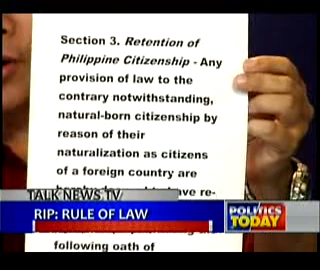 Section 3. Retention of
Philippine Citizenship - Any
provision of law to the
contrary notwithstanding,
natural-born citizenship by
reason of their
naturalization as citizens
of a foreign country are
re-
TALK NEWS TV
RIP: RULE OF LAW
POLITICS
TODAY
following oath of